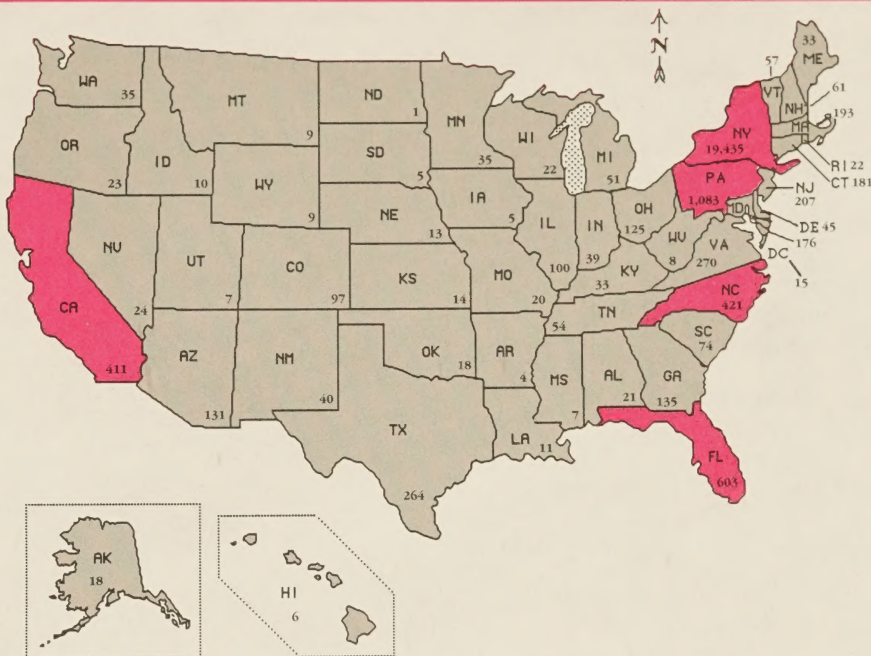 N
WA
35
MT
9
ND
1
MN
35
WI
22
MI
51
NY
19,435
VT
57
NH
61
ME
33
MA
193
RI 22
CT 181
NJ
207
OR
23
ID
10
WY
9
SD
5
IA
5
NE
13
IL
100
IN
39
OH
125
PA
1,083
MD
176
DE 45
DC
15
WV
8
VA
270
NV
24
UT
7
CO
97
KS
14
MO
20
KY
33
NC
421
CA
411
AZ
131
NM
40
OK
18
AR
4
TN
54
SC
74
TX
264
LA
11
MS
7
AL
21
GA
135
FL
603
AK
18
HI
6